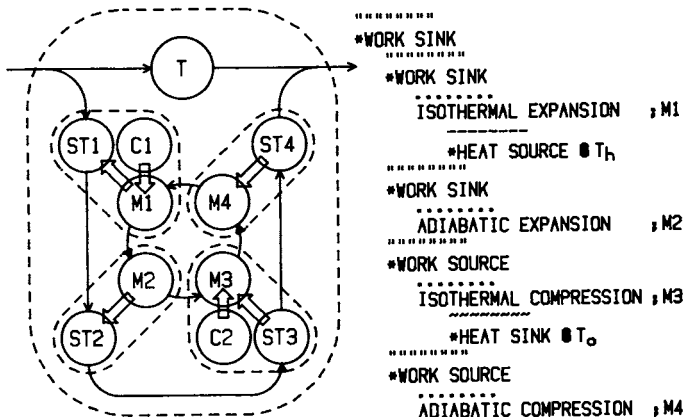 T
ST1
C1
ST4
M1
M4
M2
M3
ST2
C2
ST3
*WORK SINK
*WORK SINK
ISOTHERMAL EXPANSION ;M1
*HEAT SOURCE @ Th
*WORK SINK
ADIABATIC EXPANSION ;M2
*WORK SOURCE
ISOTHERMAL COMPRESSION ;M3
*HEAT SINK @ To
*WORK SOURCE
ADIABATIC COMPRESSION ;M4